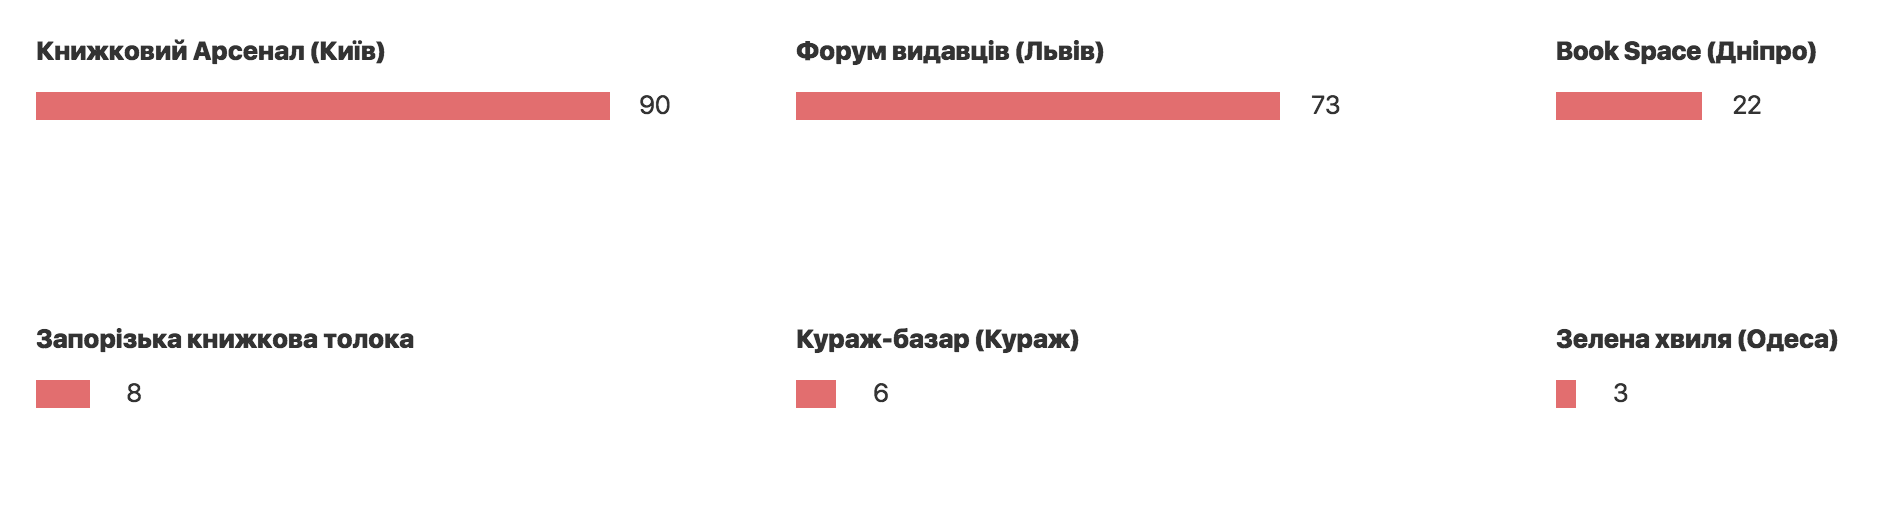 Книжковий Арсенал (Київ)
90
Форум видавців (Львів)
73
Book Space (Дніпро)
22
Запорізька книжкова толока
8
Кураж-базар (Кураж)
6
Зелена хвиля (Одеса)
3